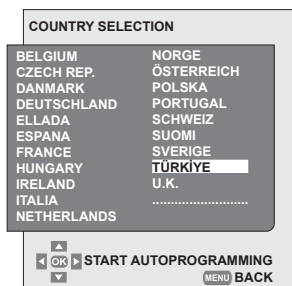 COUNTRY SELECTION
BELGIUM
CZECH REP.
DANMARK
DEUTSCHLAND
ELLADA
ESPANA
FRANCE
HUNGARY
IRELAND
ITALIA
NETHERLANDS
NORGE
ÖSTERREICH
POLSKA
PORTUGAL
SCHWEIZ
SUOMI
SVERIGE
TÜRKİYE
U.K.
..........................
OK START AUTOPROGRAMMING
MENU BACK